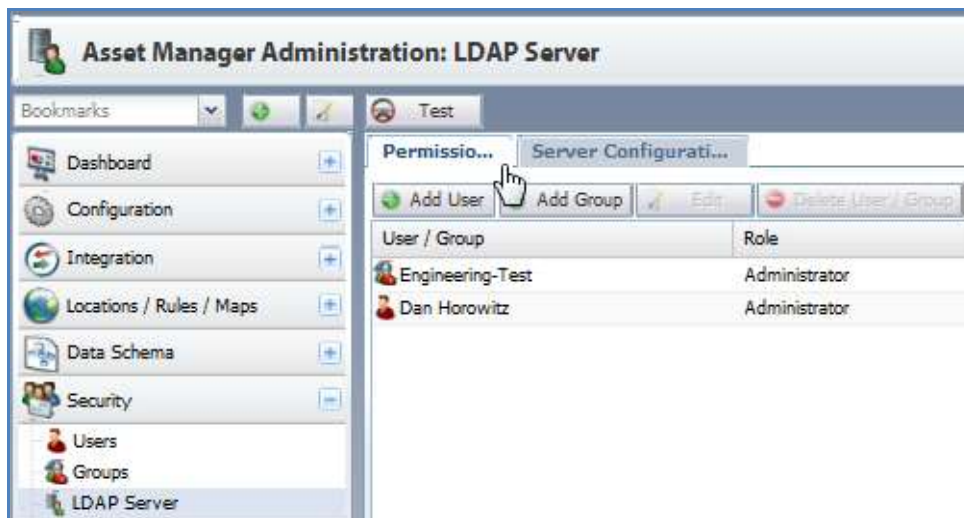 Asset Manager Administration: LDAP Server
Bookmarks
Test
Dashboard
Configuration
Integration
Locations / Rules / Maps
Data Schema
Security
Users
Groups
LDAP Server
Permissio... Server Configurati...
Add User Add Group Edit Delete User / Group
User / Group Role
Engineering-Test Administrator
Dan Horowitz Administrator